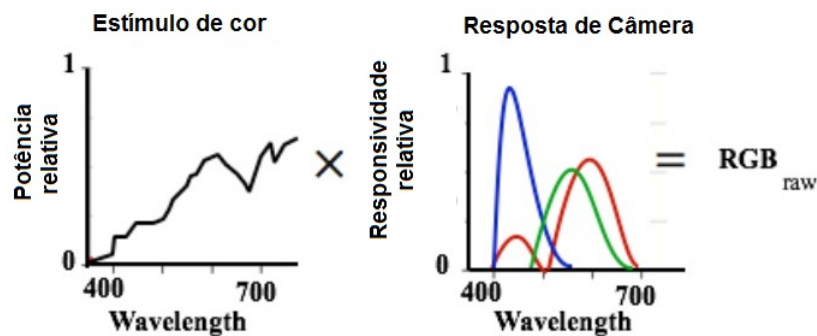 Estímulo de cor
1
Potência
relativa
0
400
700
Wavelength
×
Resposta de Câmera
1
Responsividade
relativa
0
400
700
Wavelength
=
RGB
raw